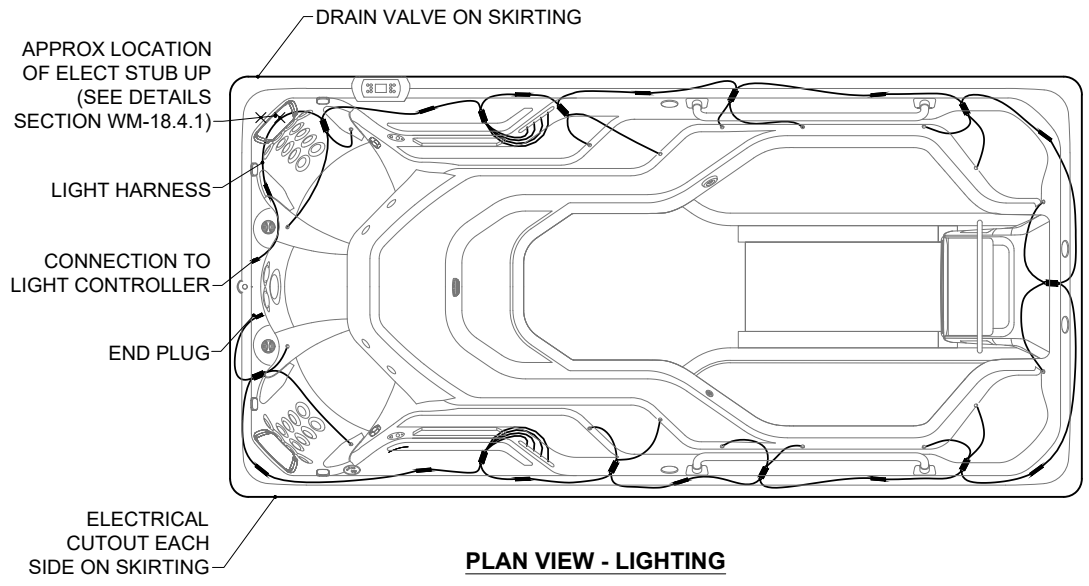 DRAIN VALVE ON SKIRTING
APPROX LOCATION
OF ELECT STUB UP
(SEE DETAILS
SECTION WM-18.4.1)
LIGHT HARNESS
CONNECTION TO
LIGHT CONTROLLER
END PLUG
ELECTRICAL
CUTOUT EACH
SIDE ON SKIRTING
PLAN VIEW - LIGHTING